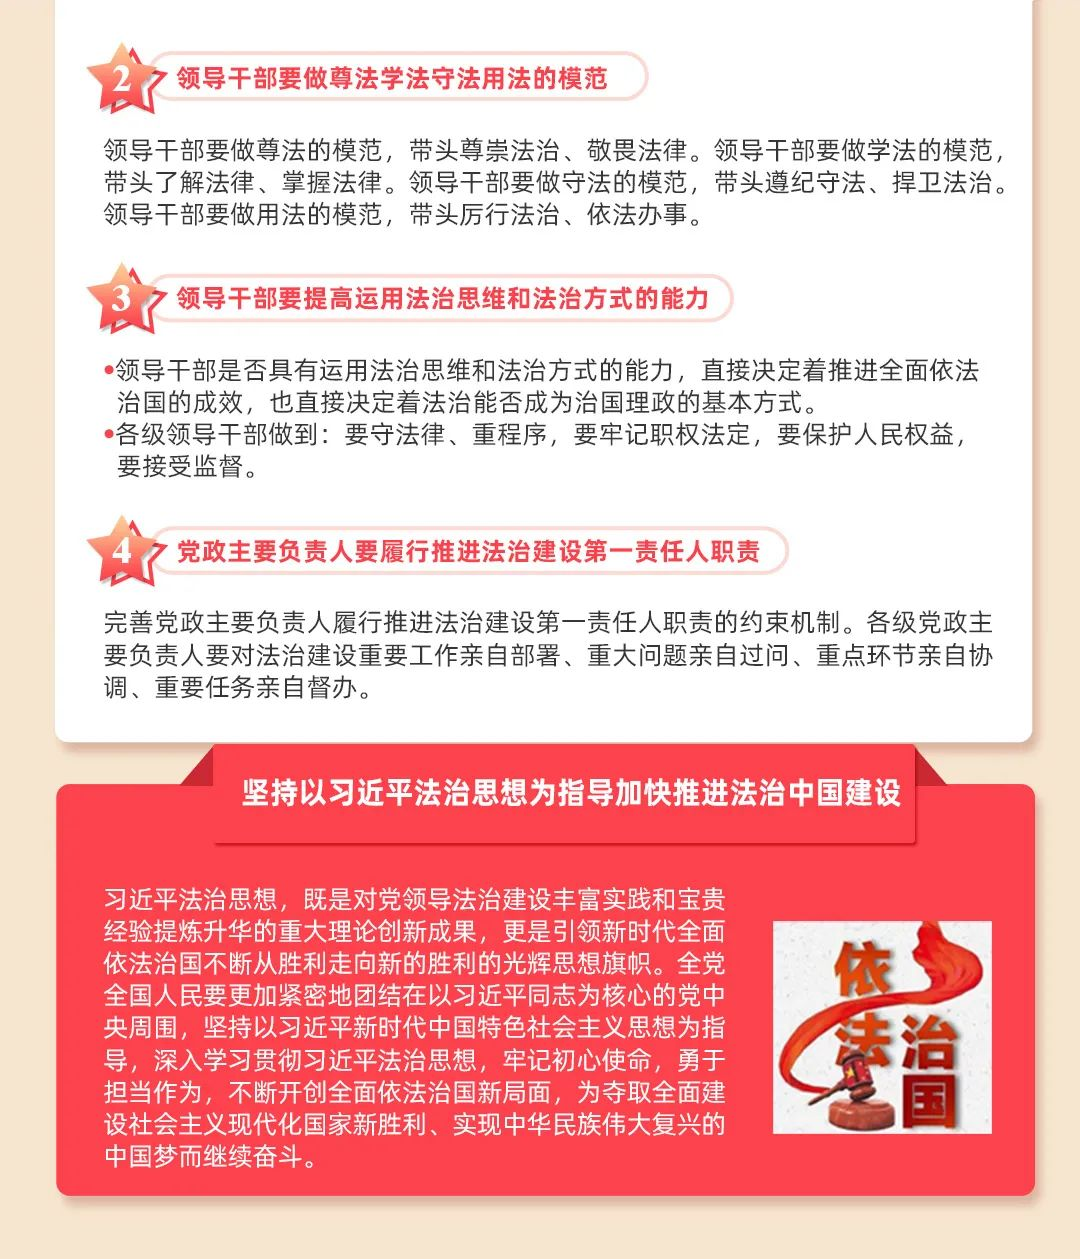 2 领导干部要做尊法学法守法用法的模范
领导干部要做尊法的模范，带头尊崇法治、敬畏法律。领导干部要做学法的模范，
带头了解法律、掌握法律。领导干部要做守法的模范，带头遵纪守法、捍卫法治。
领导干部要做用法的模范，带头厉行法治、依法办事。
3 领导干部要提高运用法治思维和法治方式的能力
•领导干部是否具有运用法治思维和法治方式的能力，直接决定着推进全面依法
治国的成效，也直接决定着法治能否成为治国理政的基本方式。
•各级领导干部做到：要守法律、重程序，要牢记职权法定，要保护人民权益，
要接受监督。
4 党政主要负责人要履行推进法治建设第一责任人职责
完善党政主要负责人履行推进法治建设第一责任人职责的约束机制。各级党政主
要负责人要对法治建设重要工作亲自部署、重大问题亲自过问、重点环节亲自协
调、重要任务亲自督办。
坚持以习近平法治思想为指导加快推进法治中国建设
习近平法治思想，既是对党领导法治建设丰富实践和宝贵
经验提炼升华的重大理论创新成果，更是引领新时代全面
依法治国不断从胜利走向新的胜利的光辉思想旗帜。全党
全国人民要更加紧密地团结在以习近平同志为核心的党中
央周围，坚持以习近平新时代中国特色社会主义思想为指
导，深入学习贯彻习近平法治思想，牢记初心使命，勇于
担当作为，不断开创全面依法治国新局面，为夺取全面建
设社会主义现代化国家新胜利、实现中华民族伟大复兴的
中国梦而继续奋斗。
依法
治国